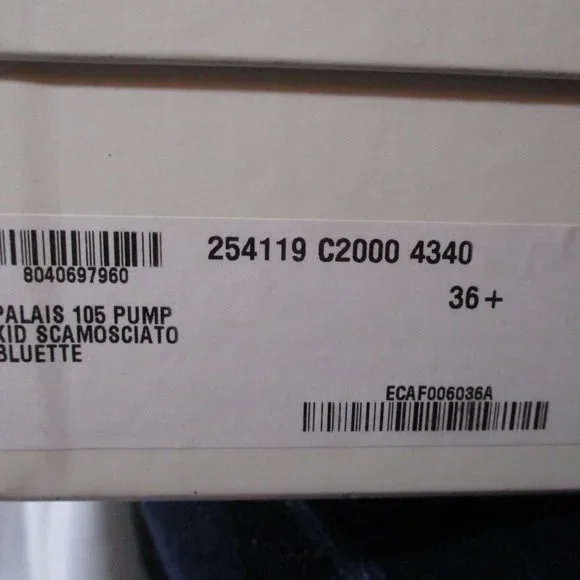 254119 C2000 4340
8040697960
36+
PALAIS 105 PUMP
KID SCAMOSCIATO
BLUETTE
ECAF006036A